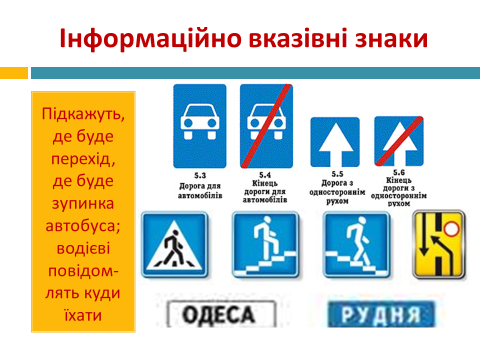 Інформаційно вказівні знаки
Підкажуть,
де буде
перехід,
де буде
зупинка
автобуса;
водієві
повідом-
лять куди
їхати
5.3
Дорога для
автомобілів
5.4
Кінець
дороги для
автомобілів
5.5
Дорога з
одностороннім
рухом
5.6
Кінець
дороги з
одностороннім
рухом
ОДЕСА
РУДНЯ